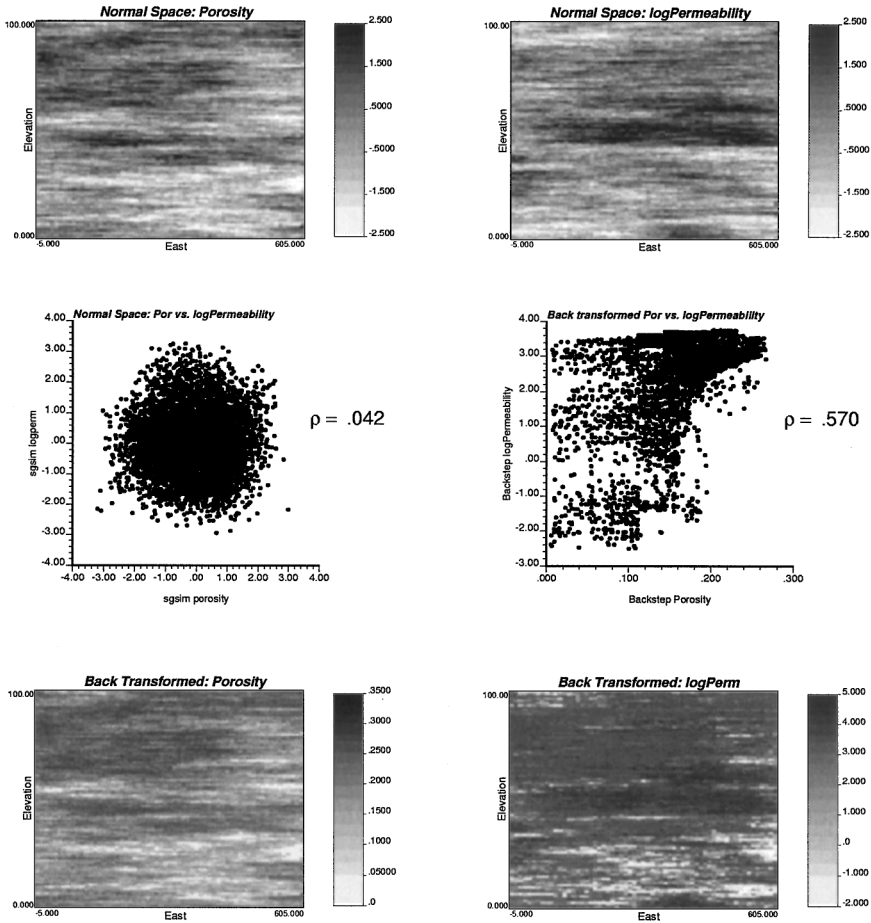 Normal Space: Porosity
100.000
Elevation
0.000
-5.000
East
605.000
2.500
1.500
.5000
-.5000
-1.500
-2.500
Normal Space: logPermeability
100.000
Elevation
0.000
-5.000
East
605.000
2.500
1.500
.5000
-.5000
-1.500
-2.500
Normal Space: Por vs. logPermeability
4.00
3.00
2.00
1.00
.00
-1.00
-2.00
-3.00
-4.00
sgsim logperm
-4.00 -3.00 -2.00 -1.00 .00 1.00 2.00 3.00 4.00
sgsim porosity
ρ = .042
Back transformed Por vs. logPermeability
4.00
3.00
2.00
1.00
.00
-1.00
-2.00
-3.00
Backstep logPermeability
.000 .100 .200 .300
Backstep Porosity
ρ = .570
Back Transformed: Porosity
100.00
Elevation
0.000
-5.000
East
605.000
.3500
.3000
.2500
.2000
.1500
.1000
.05000
.0
Back Transformed: logPerm
100.00
Elevation
0.000
-5.000
East
605.000
5.000
4.000
3.000
2.000
1.000
.0
-1.000
-2.000